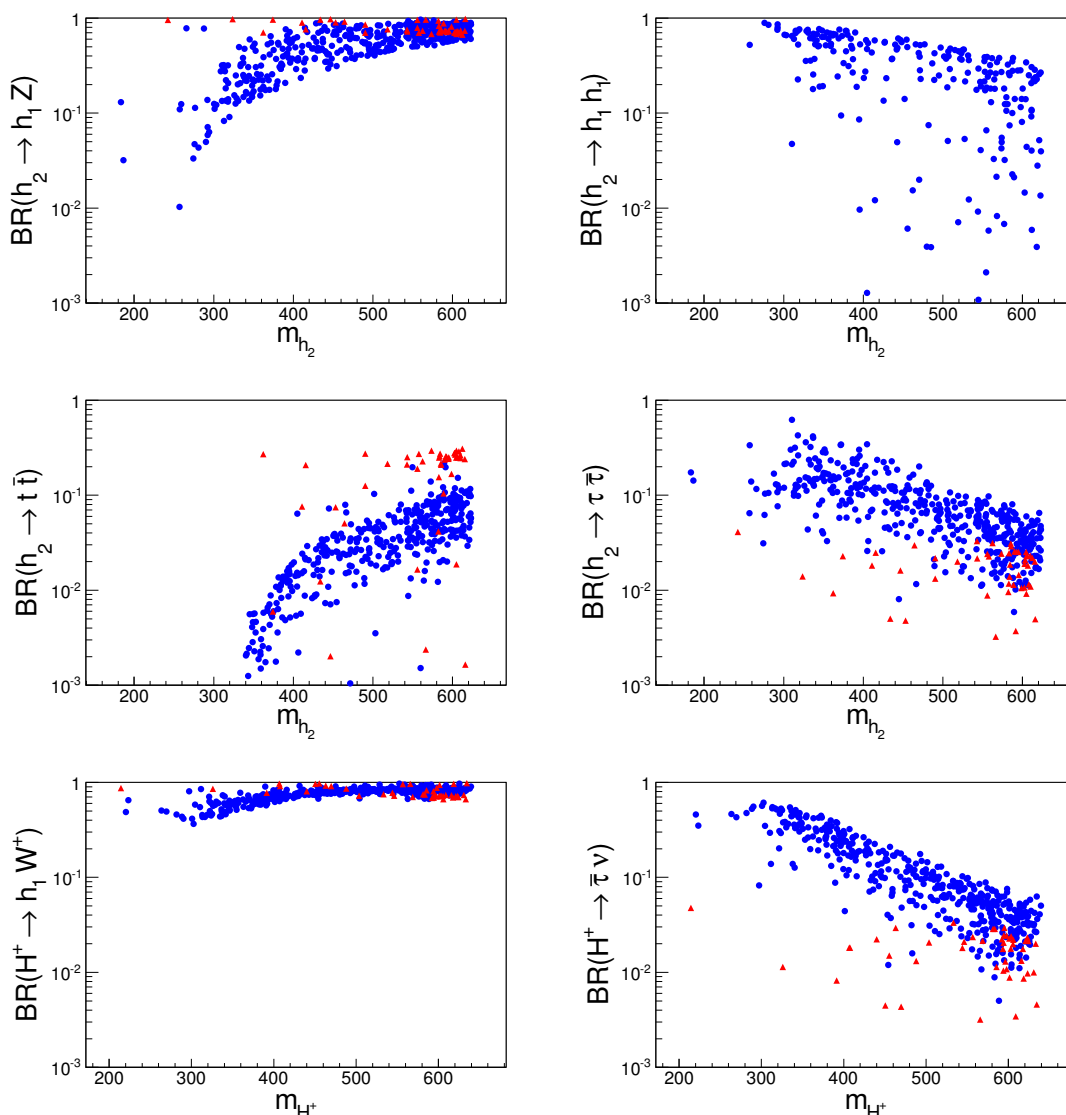 BR(h₂ → h₁ Z)
1
10⁻¹
10⁻²
10⁻³
200 300 400 500 600
m_h₂
BR(h₂ → h₁ h₁)
1
10⁻¹
10⁻²
10⁻³
200 300 400 500 600
m_h₂
BR(h₂ → t t̄)
1
10⁻¹
10⁻²
10⁻³
200 300 400 500 600
m_h₂
BR(h₂ → τ τ̄)
1
10⁻¹
10⁻²
10⁻³
200 300 400 500 600
m_h₂
BR(H⁺ → h₁ W⁺)
1
10⁻¹
10⁻²
10⁻³
200 300 400 500 600
m_H⁺
BR(H⁺ → τ̄ ν)
1
10⁻¹
10⁻²
10⁻³
200 300 400 500 600
m_H⁺